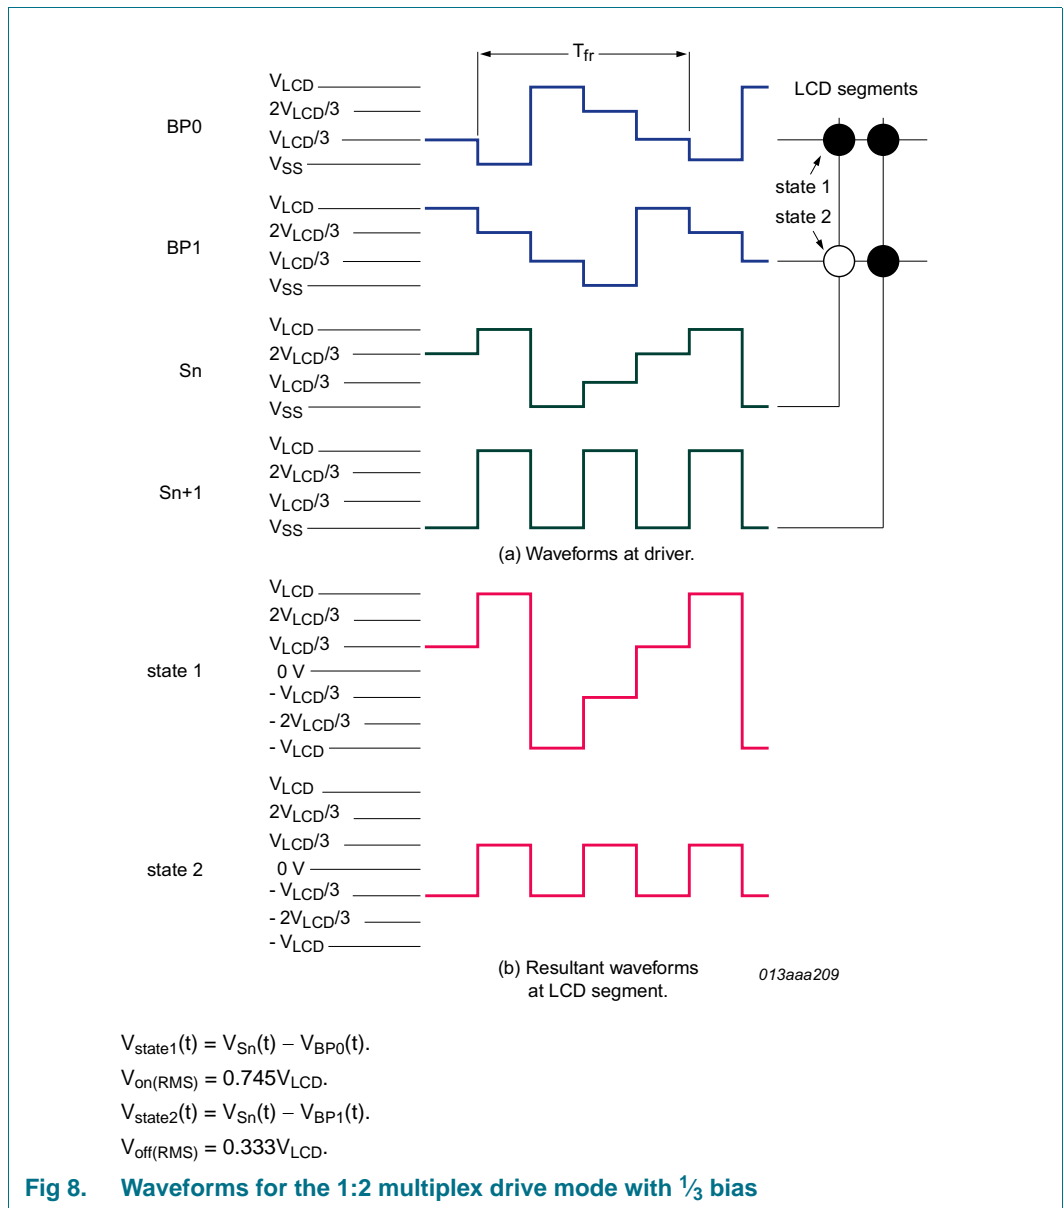 T_fr
V_LCD
2V_LCD/3
BP0
V_LCD/3
V_SS
LCD segments
state 1
state 2
V_LCD
2V_LCD/3
BP1
V_LCD/3
V_SS
V_LCD
2V_LCD/3
Sn
V_LCD/3
V_SS
V_LCD
2V_LCD/3
Sn+1
V_LCD/3
V_SS
(a) Waveforms at driver.
V_LCD
2V_LCD/3
V_LCD/3
state 1
0 V
- V_LCD/3
- 2V_LCD/3
- V_LCD
V_LCD
2V_LCD/3
V_LCD/3
state 2
0 V
- V_LCD/3
- 2V_LCD/3
- V_LCD
(b) Resultant waveforms
at LCD segment.
013aaa209
V_state1(t) = V_Sn(t) − V_BP0(t).
V_on(RMS) = 0.745V_LCD.
V_state2(t) = V_Sn(t) − V_BP1(t).
V_off(RMS) = 0.333V_LCD.
Fig 8. Waveforms for the 1:2 multiplex drive mode with 1⁄3 bias